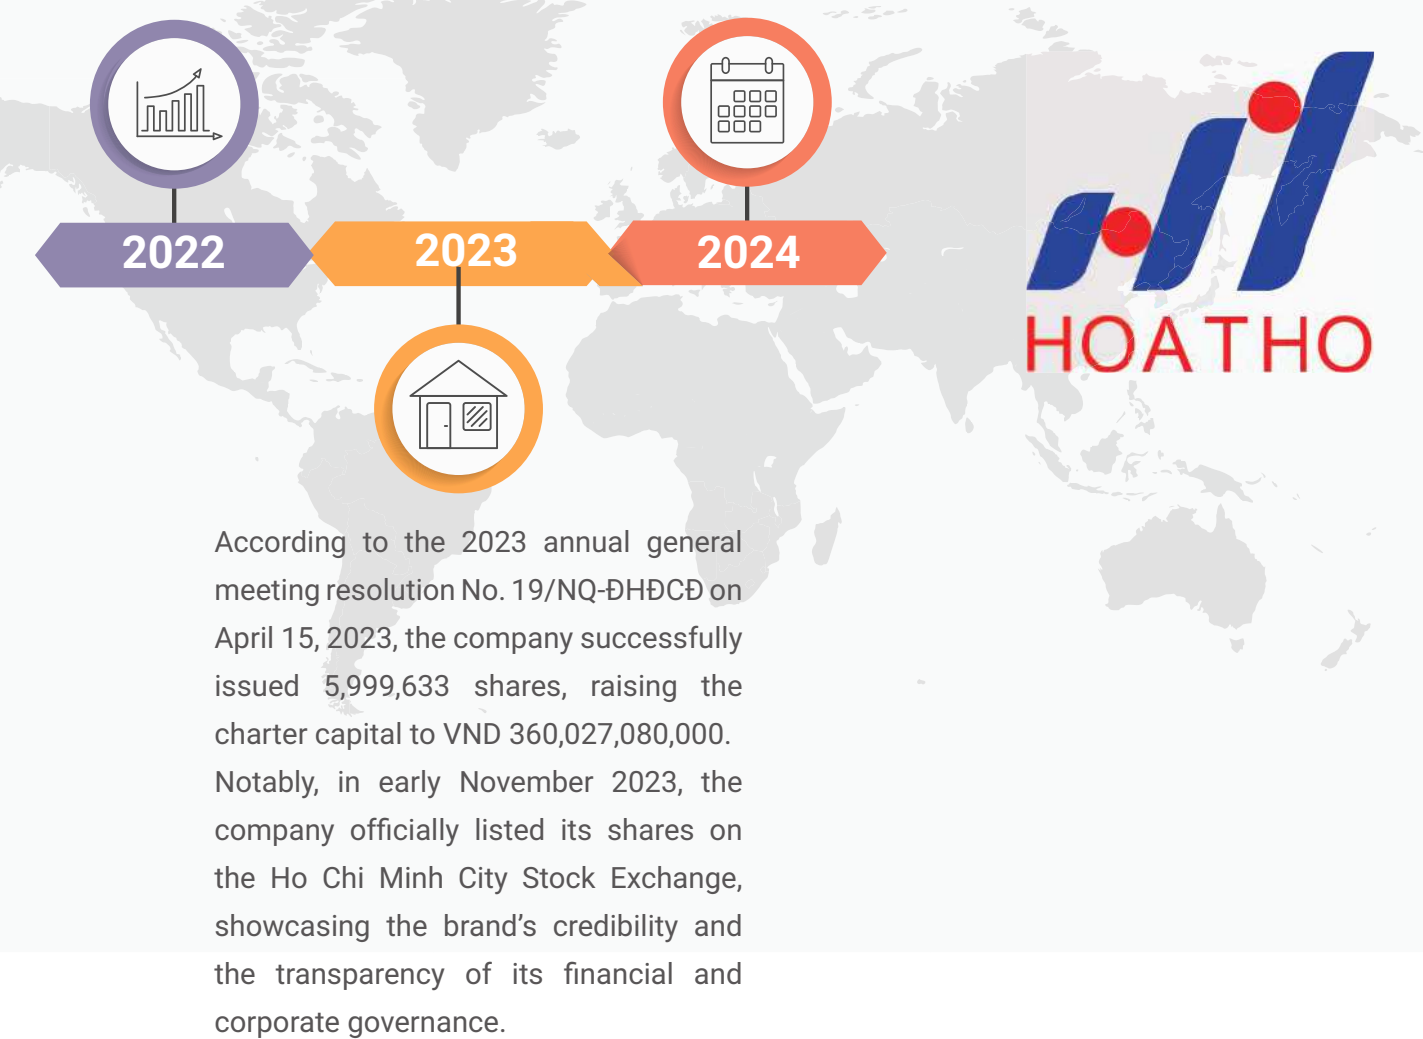 2022
2023
2024
HOATHO
According to the 2023 annual general
meeting resolution No. 19/NQ-ĐHĐCĐ on
April 15, 2023, the company successfully
issued 5,999,633 shares, raising the
charter capital to VND 360,027,080,000.
Notably, in early November 2023, the
company officially listed its shares on
the Ho Chi Minh City Stock Exchange,
showcasing the brand’s credibility and
the transparency of its financial and
corporate governance.